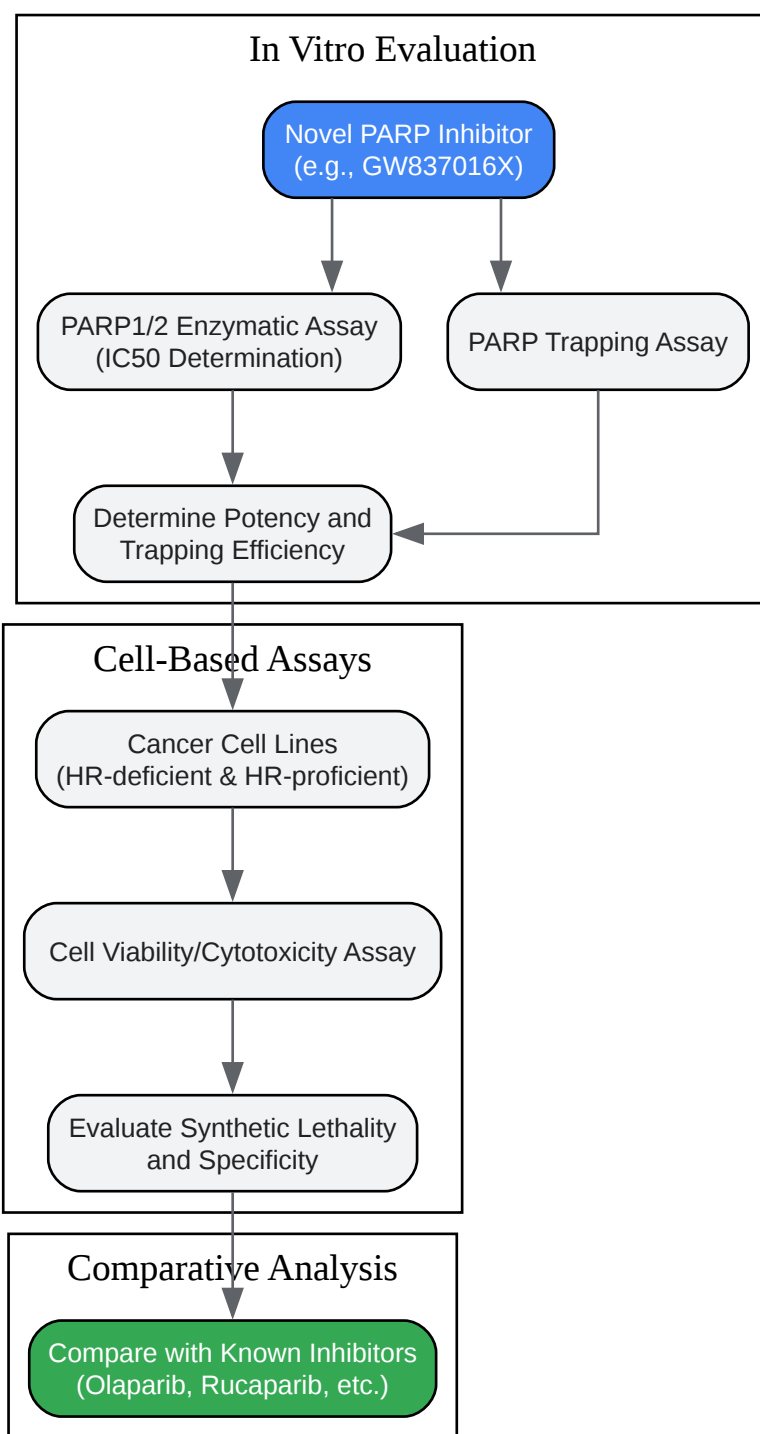 In Vitro Evaluation
Novel PARP Inhibitor
(e.g., GW837016X)
PARP1/2 Enzymatic Assay
(IC50 Determination)
PARP Trapping Assay
Determine Potency and
Trapping Efficiency
Cell-Based Assays
Cancer Cell Lines
(HR-deficient & HR-proficient)
Cell Viability/Cytotoxicity Assay
Evaluate Synthetic Lethality
and Specificity
Comparative Analysis
Compare with Known Inhibitors
(Olaparib, Rucaparib, etc.)